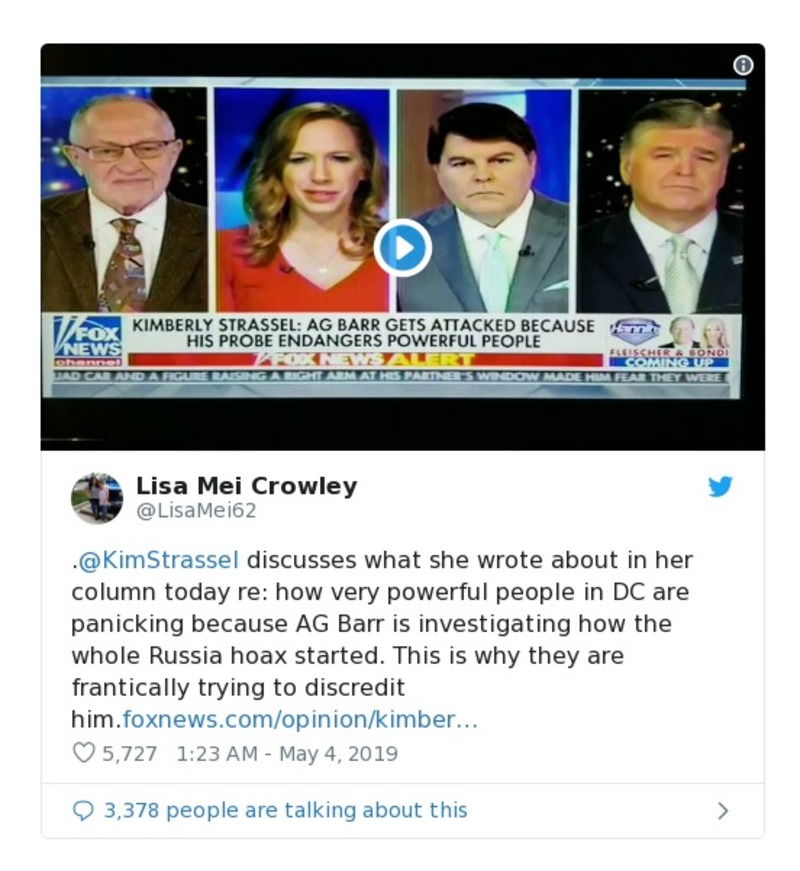 KIMBERLY STRASSEL: AG BARR GETS ATTACKED BECAUSE
HIS PROBE ENDANGERS POWERFUL PEOPLE
FOX
NEWS
channel
FOX NEWS ALERT
Hannity
FLEISCHER & BONDI
COMING UP
CAR AND A FIGURE RAISING A RIGHT ARM AT HIS PARTNER'S WINDOW MADE HIM FEAR THEY WERE
Lisa Mei Crowley
@LisaMei62
.@KimStrassel discusses what she wrote about in her
column today re: how very powerful people in DC are
panicking because AG Barr is investigating how the
whole Russia hoax started. This is why they are
frantically trying to discredit
him.foxnews.com/opinion/kimber…
5,727 1:23 AM - May 4, 2019
3,378 people are talking about this